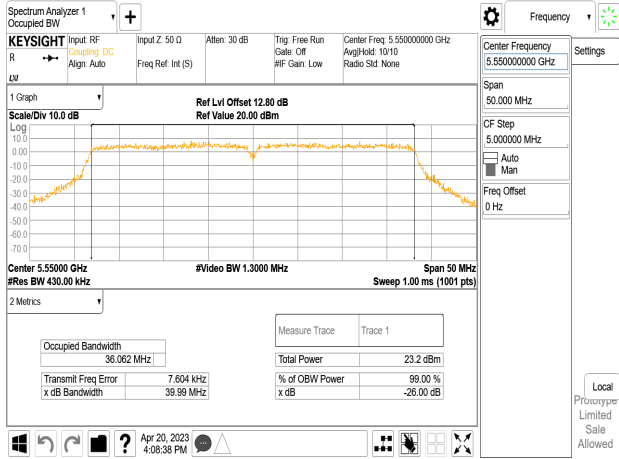 Spectrum Analyzer 1
Occupied BW
+
Frequency
KEYSIGHT
R
Input: RF
Coupling: DC
Align: Auto
Input Z: 50 Ω
Freq Ref: Int (S)
Atten: 30 dB
Trig: Free Run
Gate: Off
#IF Gain: Low
Center Freq: 5.550000000 GHz
Avg|Hold: 10/10
Radio Std: None
Center Frequency
5.550000000 GHz
Settings
Span
50.000 MHz
CF Step
5.000000 MHz
Auto
Man
Freq Offset
0 Hz
1 Graph
Scale/Div 10.0 dB
Ref Lvl Offset 12.80 dB
Ref Value 20.00 dBm
Log
10.0
0.00
-10.0
-20.0
-30.0
-40.0
-50.0
-60.0
-70.0
Center 5.55000 GHz
#Video BW 1.3000 MHz
Span 50 MHz
#Res BW 430.00 kHz
Sweep 1.00 ms (1001 pts)
2 Metrics
Measure Trace
Trace 1
Occupied Bandwidth
36.062 MHz
Total Power
23.2 dBm
Transmit Freq Error
7.604 kHz
% of OBW Power
99.00 %
x dB Bandwidth
39.99 MHz
x dB
-26.00 dB
Local
Prototype
Limited
Sale
Allowed
?
Apr 20, 2023
4:08:38 PM